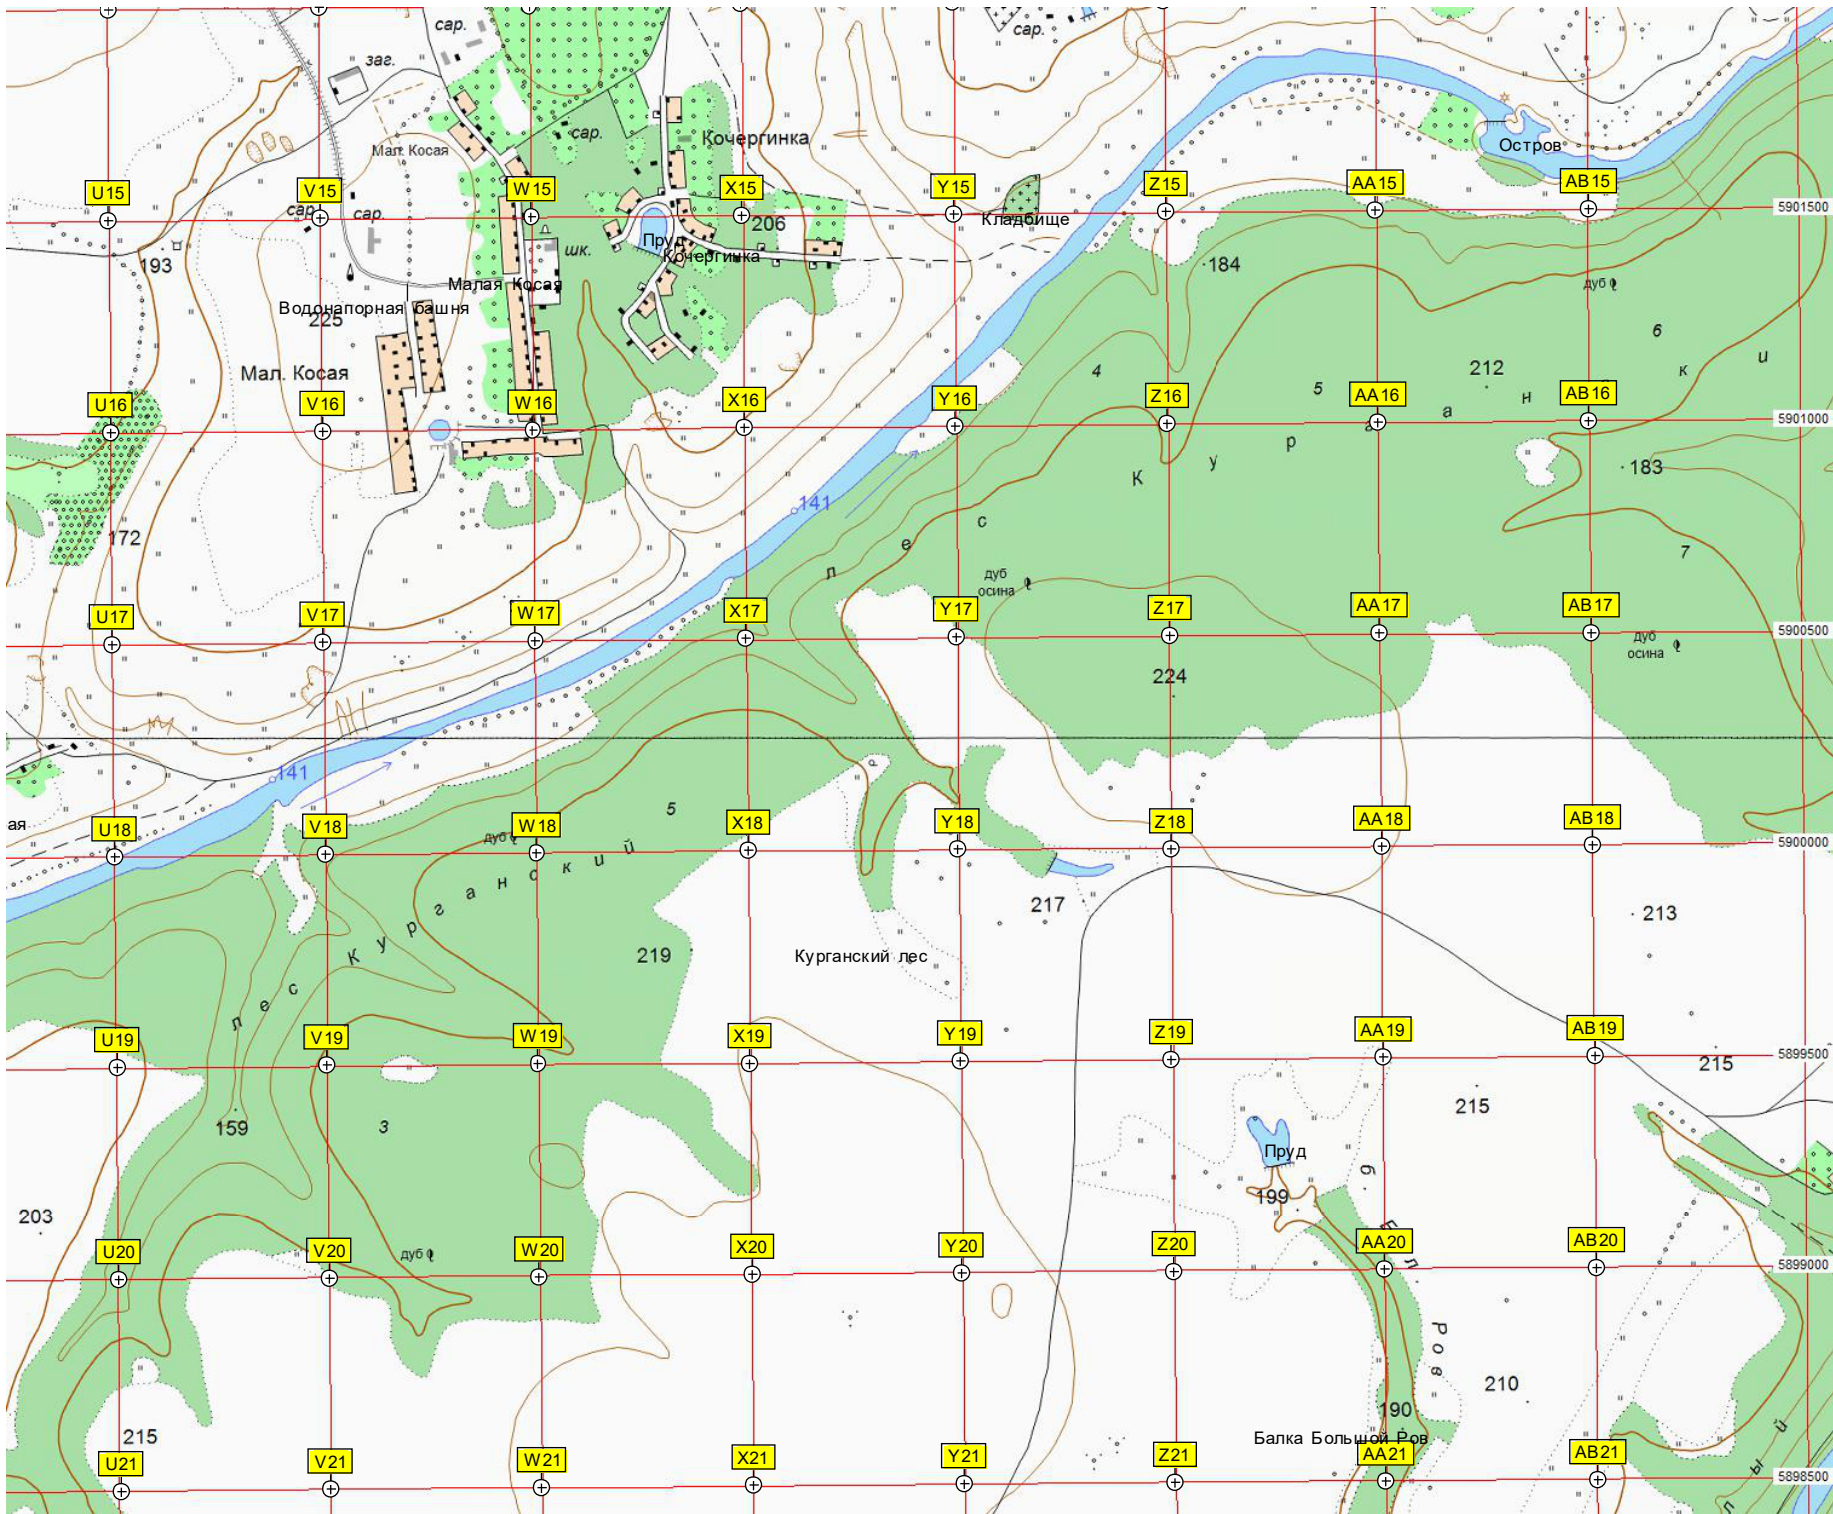 сар.
сар.
заг.
Мал. Косая
сар.
Кочергинка
Остров
U15
V15
W15
X15
Y15
Z15
AA15
AB15
5901500
сар.
сар.
206
Кладбище
шк.
Пруд
Кочергинка
193
184
Малая Косая
дуб
Водонапорная башня
225
6
и
Мал. Косая
4
5
212
к
U16
V16
W16
X16
Y16
Z16
AA16
AB16
5901000
н
а
а
р
у
К
183
141
с
е
л
172
7
дуб
осина
U17
V17
W17
X17
Y17
Z17
AA17
AB17
5900500
дуб
осина
224
141
р
5
ая
U18
V18
W18
X18
Y18
Z18
AA18
AB18
5900000
дуб
лес Курганский
217
213
219
Курганский лес
U19
V19
W19
X19
Y19
Z19
AA19
AB19
5899500
215
215
159
3
Пруд
199
203
б. Бл. Ров
U20
V20
W20
X20
Y20
Z20
AA20
AB20
5899000
дуб
210
190
215
Балка Большой Ров
U21
V21
W21
X21
Y21
Z21
AA21
AB21
5898500
й
ы
л